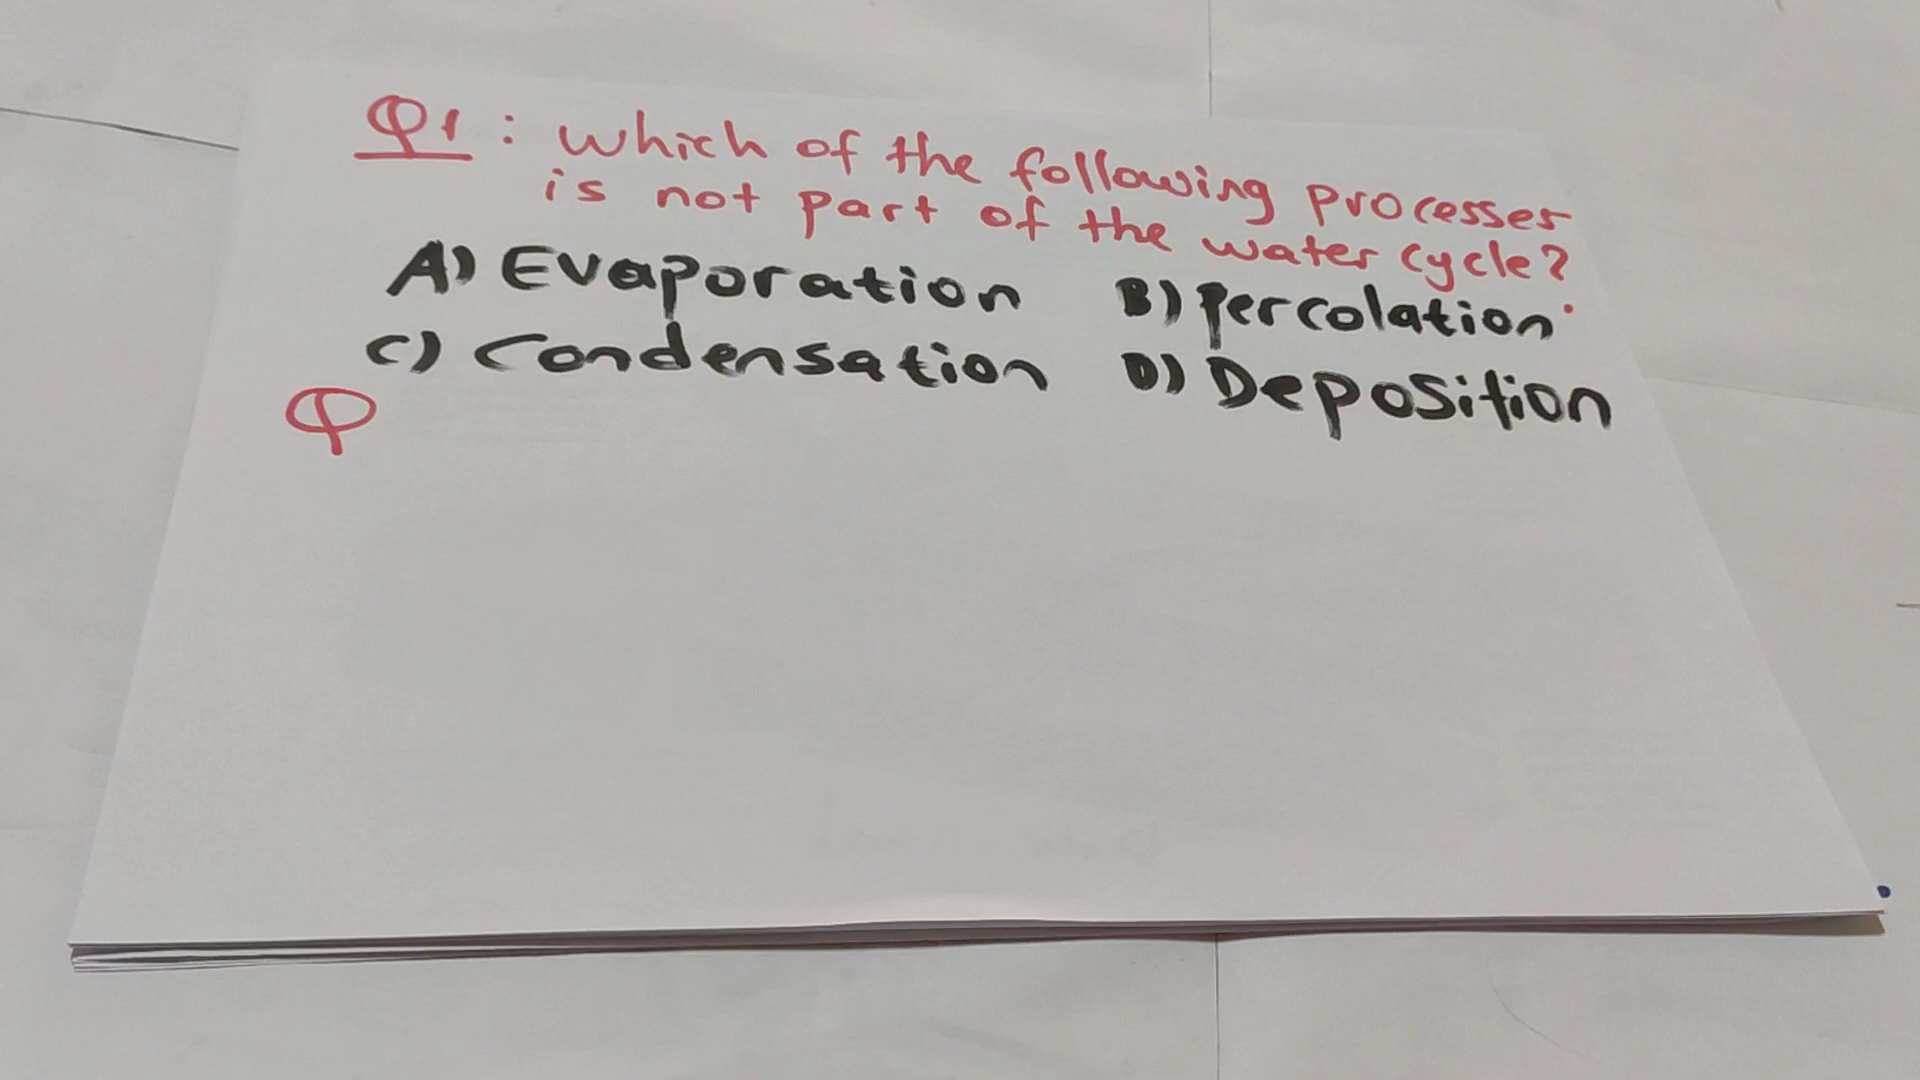 Q1: Which of the following processes
is not part of the water cycle?
A) Evaporation B) Percolation
C) Condensation D) Deposition
Q